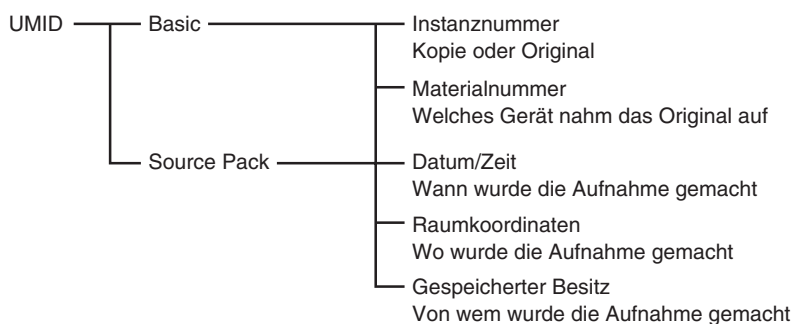 UMID Basic Instanznummer
Kopie oder Original
Materialnummer
Welches Gerät nahm das Original auf
Source Pack Datum/Zeit
Wann wurde die Aufnahme gemacht
Raumkoordinaten
Wo wurde die Aufnahme gemacht
Gespeicherter Besitz
Von wem wurde die Aufnahme gemacht